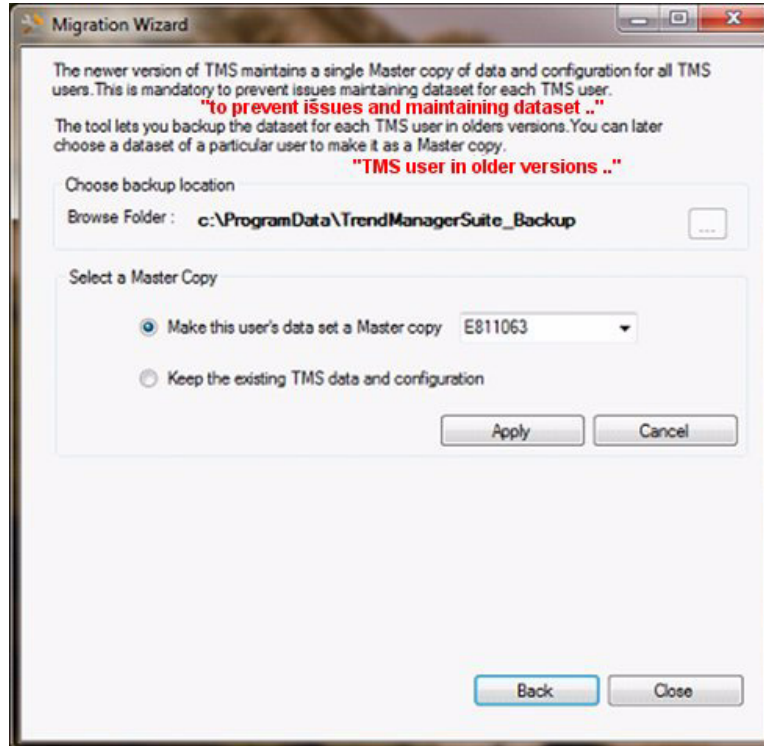 Migration Wizard
The newer version of TMS maintains a single Master copy of data and configuration for all TMS
users.This is mandatory to prevent issues maintaining dataset for each TMS user.
"to prevent issues and maintaining dataset .."
The tool lets you backup the dataset for each TMS user in olders versions.You can later
choose a dataset of a particular user to make it as a Master copy.
"TMS user in older versions .."
Choose backup location
Browse Folder : c:\ProgramData\TrendManagerSuite_Backup ...
Select a Master Copy
Make this user's data set a Master copy E811063
Keep the existing TMS data and configuration
Apply Cancel
Back Close